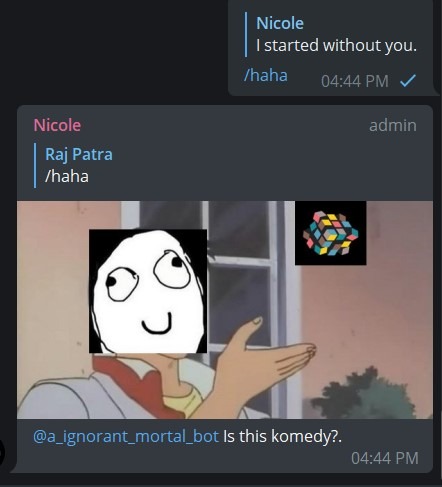 Nicole
I started without you.
/haha
04:44 PM
Nicole
admin
Raj Patra
/haha
@a_ignorant_mortal_bot Is this komedy?.
04:44 PM